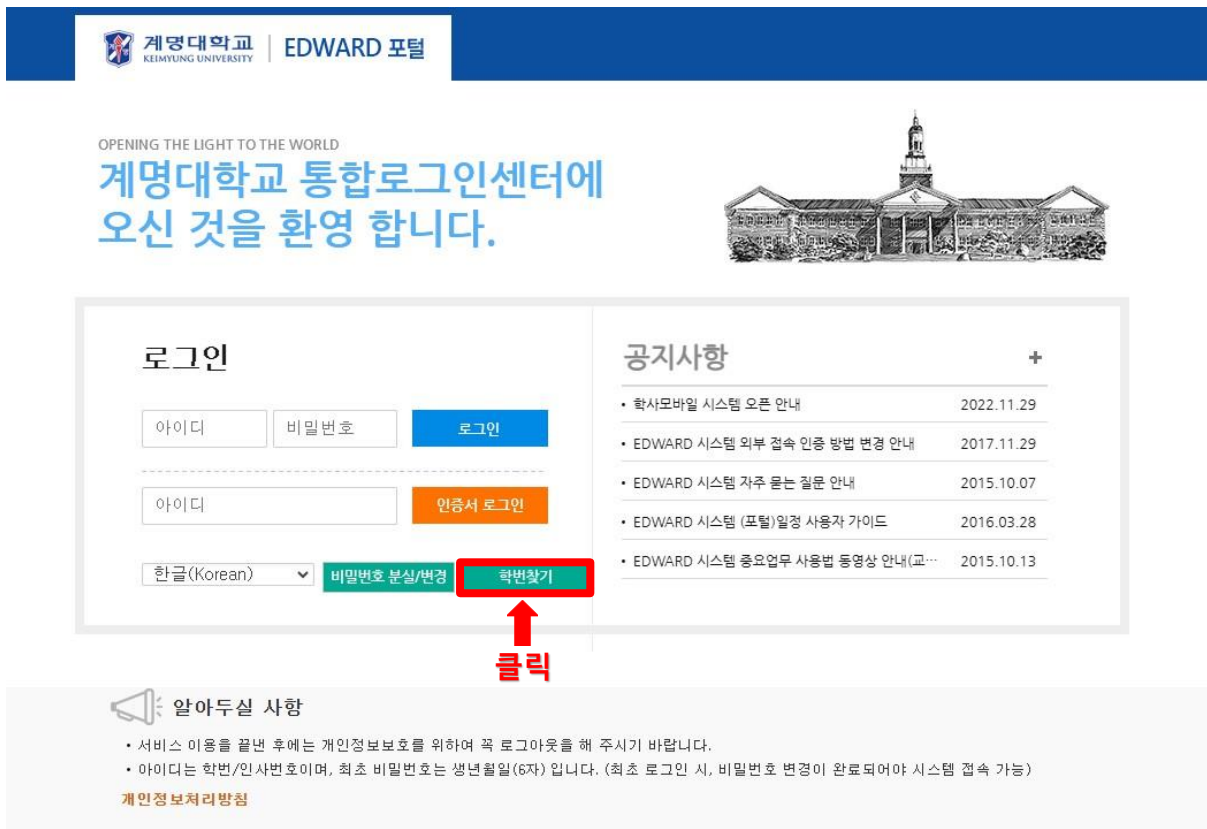 계명대학교
KEIMYUNG UNIVERSITY
EDWARD 포털
OPENING THE LIGHT TO THE WORLD
계명대학교 통합로그인센터에
오신 것을 환영 합니다.
로그인
아이디
비밀번호
로그인
아이디
인증서 로그인
한글(Korean)
비밀번호 분실/변경
학번찾기
클릭
공지사항
+
• 학사모바일 시스템 오픈 안내 2022.11.29
• EDWARD 시스템 외부 접속 인증 방법 변경 안내 2017.11.29
• EDWARD 시스템 자주 묻는 질문 안내 2015.10.07
• EDWARD 시스템 (포털)일정 사용자 가이드 2016.03.28
• EDWARD 시스템 중요업무 사용법 동영상 안내(교… 2015.10.13
알아두실 사항
• 서비스 이용을 끝낸 후에는 개인정보보호를 위하여 꼭 로그아웃을 해 주시기 바랍니다.
• 아이디는 학번/인사번호이며, 최초 비밀번호는 생년월일(6자) 입니다. (최초 로그인 시, 비밀번호 변경이 완료되어야 시스템 접속 가능)
개인정보처리방침